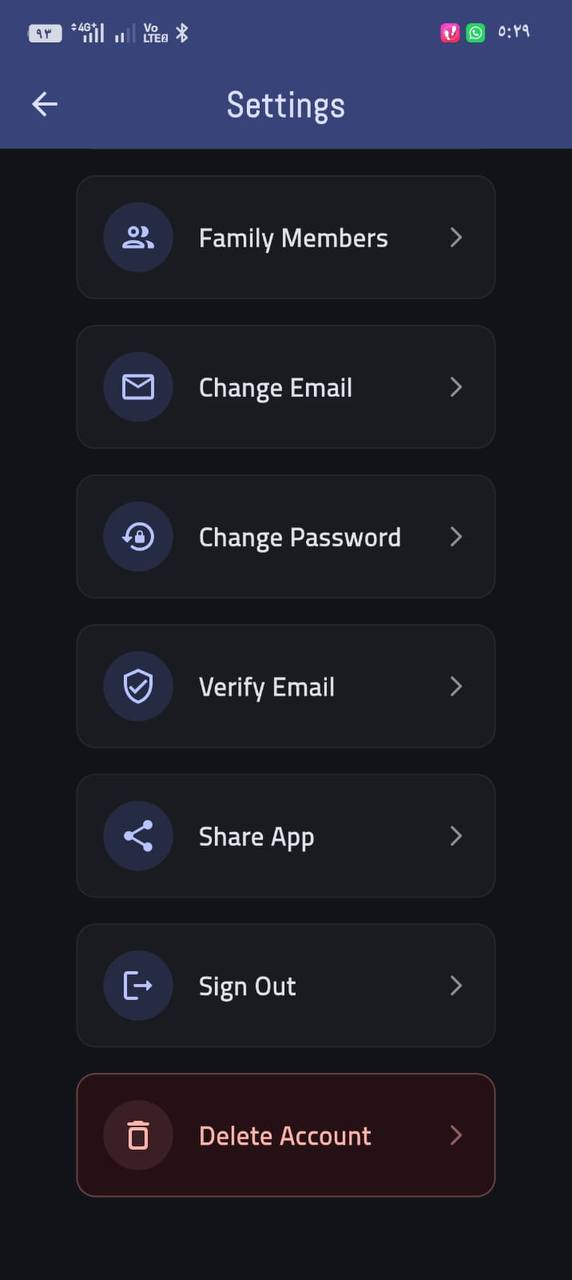 ٩٣ 4G+ Vo LTE2 ٥:٢٩
Settings
Family Members
Change Email
Change Password
Verify Email
Share App
Sign Out
Delete Account